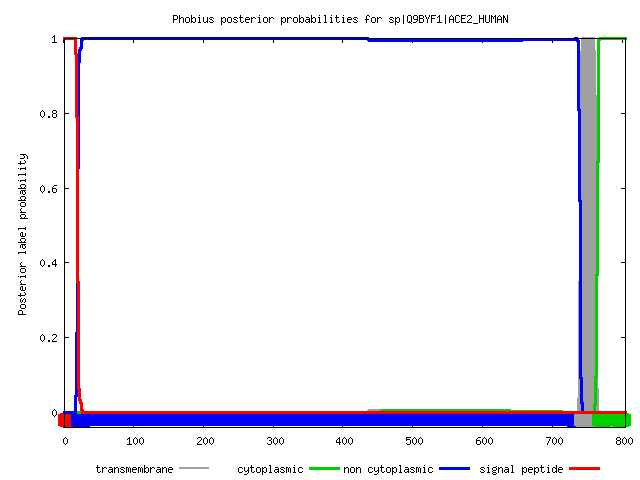 Phobius posterior probabilities for sp|Q9BYF1|ACE2_HUMAN
1
0.8
0.6
0.4
0.2
0
Posterior label probability
0 100 200 300 400 500 600 700 800
transmembrane cytoplasmic non cytoplasmic signal peptide